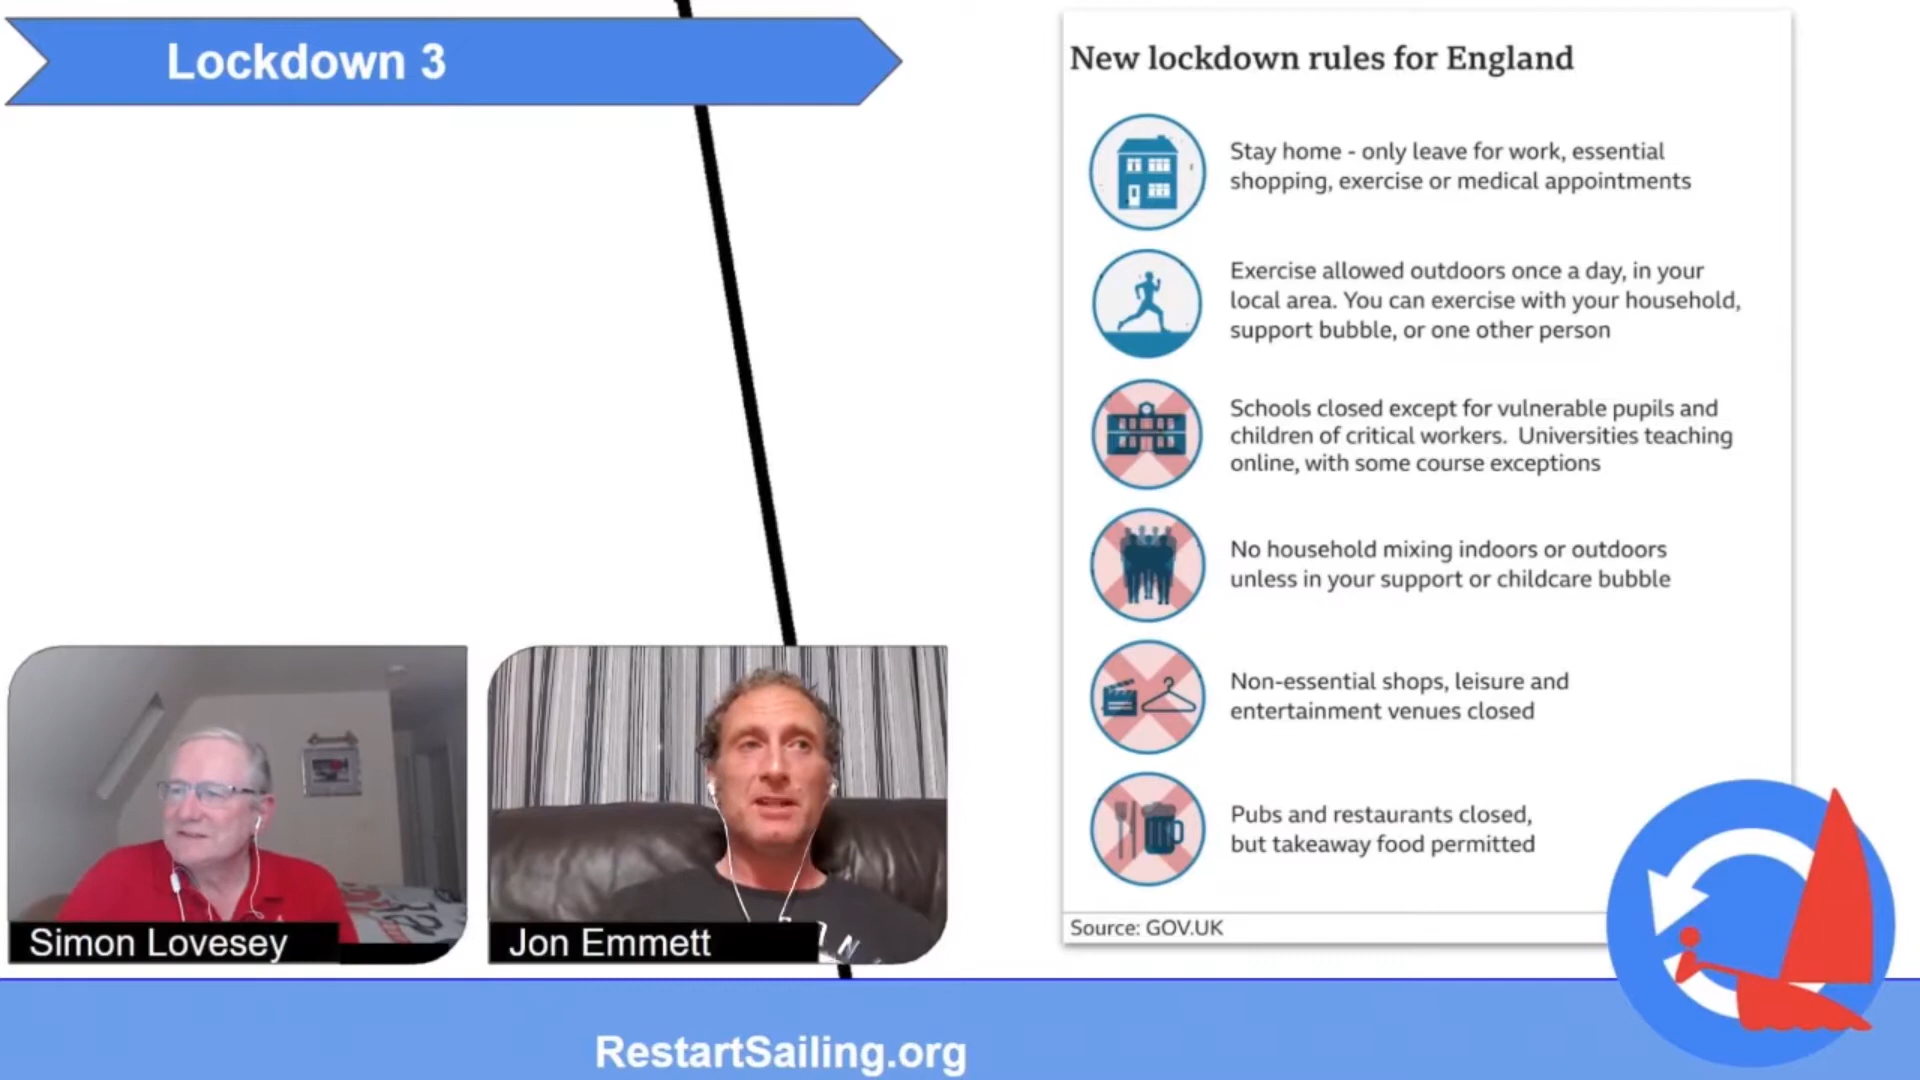 Lockdown 3
New lockdown rules for England
Stay home - only leave for work, essential
shopping, exercise or medical appointments
Exercise allowed outdoors once a day, in your
local area. You can exercise with your household,
support bubble, or one other person
Schools closed except for vulnerable pupils and
children of critical workers. Universities teaching
online, with some course exceptions
No household mixing indoors or outdoors
unless in your support or childcare bubble
Non-essential shops, leisure and
entertainment venues closed
Pubs and restaurants closed,
but takeaway food permitted
Source: GOV.UK
Simon Lovesey
Jon Emmett
RestartSailing.org